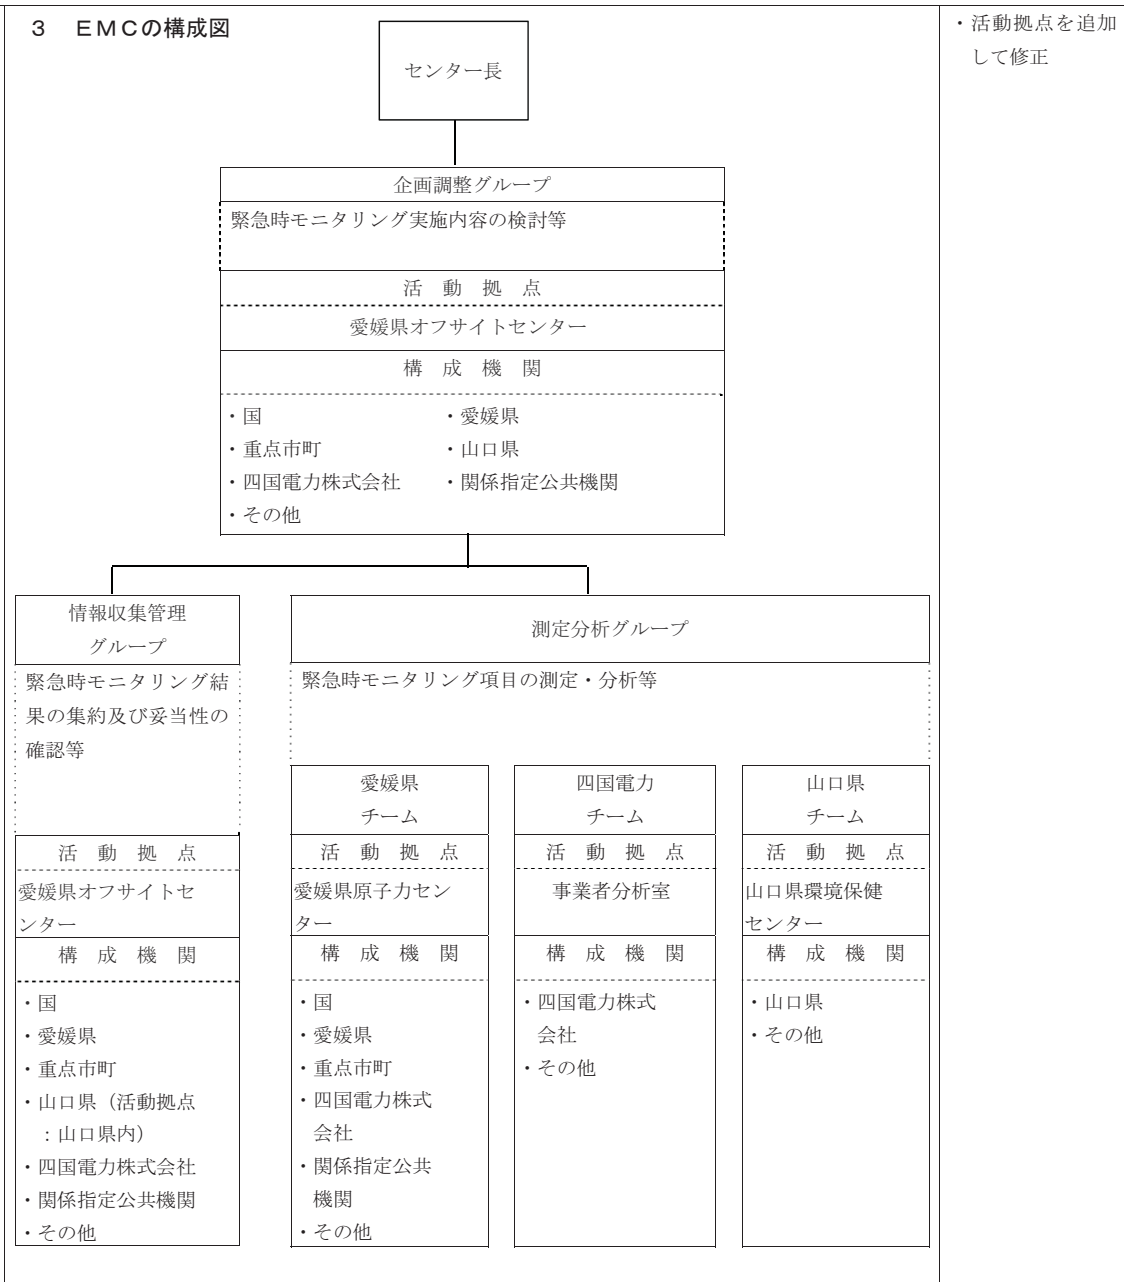 3　ＥＭＣの構成図
センター長
企画調整グループ
緊急時モニタリング実施内容の検討等
活　動　拠　点
愛媛県オフサイトセンター
構　成　機　関
・国　・愛媛県
・重点市町　・山口県
・四国電力株式会社　・関係指定公共機関
・その他
情報収集管理
グループ
緊急時モニタリング結
果の集約及び妥当性の
確認等
活　動　拠　点
愛媛県オフサイトセ
ンター
構　成　機　関
・国
・愛媛県
・重点市町
・山口県（活動拠点
：山口県内）
・四国電力株式会社
・関係指定公共機関
・その他
測定分析グループ
緊急時モニタリング項目の測定・分析等
愛媛県
チーム
活　動　拠　点
愛媛県原子力セン
ター
構　成　機　関
・国
・愛媛県
・重点市町
・四国電力株式
会社
・関係指定公共
機関
・その他
四国電力
チーム
活　動　拠　点
事業者分析室
構　成　機　関
・四国電力株式
会社
・その他
山口県
チーム
活　動　拠　点
山口県環境保健
センター
構　成　機　関
・山口県
・その他
・活動拠点を追加
して修正